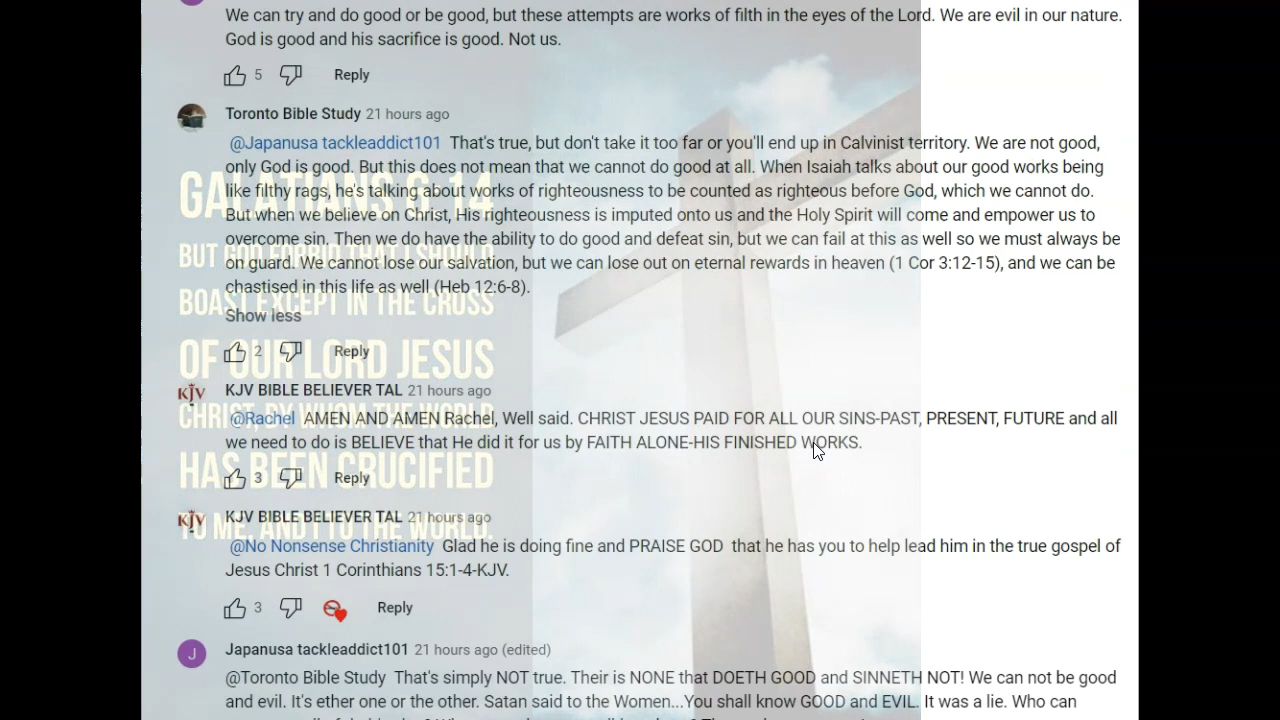 We can try and do good or be good, but these attempts are works of filth in the eyes of the Lord. We are evil in our nature.
God is good and his sacrifice is good. Not us.
5 Reply
Toronto Bible Study 21 hours ago
@Japanusa tackleaddict101 That's true, but don't take it too far or you'll end up in Calvinist territory. We are not good,
only God is good. But this does not mean that we cannot do good at all. When Isaiah talks about our good works being
like filthy rags, he's talking about works of righteousness to be counted as righteous before God, which we cannot do.
But when we believe on Christ, His righteousness is imputed onto us and the Holy Spirit will come and empower us to
overcome sin. Then we do have the ability to do good and defeat sin, but we can fail at this as well so we must always be
on guard. We cannot lose our salvation, but we can lose out on eternal rewards in heaven (1 Cor 3:12-15), and we can be
chastised in this life as well (Heb 12:6-8).
Show less
2 Reply
KJV KJV BIBLE BELIEVER TAL 21 hours ago
@Rachel AMEN AND AMEN Rachel, Well said. CHRIST JESUS PAID FOR ALL OUR SINS-PAST, PRESENT, FUTURE and all
we need to do is BELIEVE that He did it for us by FAITH ALONE-HIS FINISHED WORKS.
3 Reply
KJV KJV BIBLE BELIEVER TAL 21 hours ago
@No Nonsense Christianity Glad he is doing fine and PRAISE GOD that he has you to help lead him in the true gospel of
Jesus Christ 1 Corinthians 15:1-4-KJV.
3 Reply
J Japanusa tackleaddict101 21 hours ago (edited)
@Toronto Bible Study That's simply NOT true. Their is NONE that DOETH GOOD and SINNETH NOT! We can not be good
and evil. It's ether one or the other. Satan said to the Women...You shall know GOOD and EVIL. It was a lie. Who can
GALATIANS 6:14
BUT GOD FORBID THAT I SHOULD
BOAST EXCEPT IN THE CROSS
OF OUR LORD JESUS
CHRIST, BY WHOM THE WORLD
HAS BEEN CRUCIFIED
TO ME, AND I TO THE WORLD.